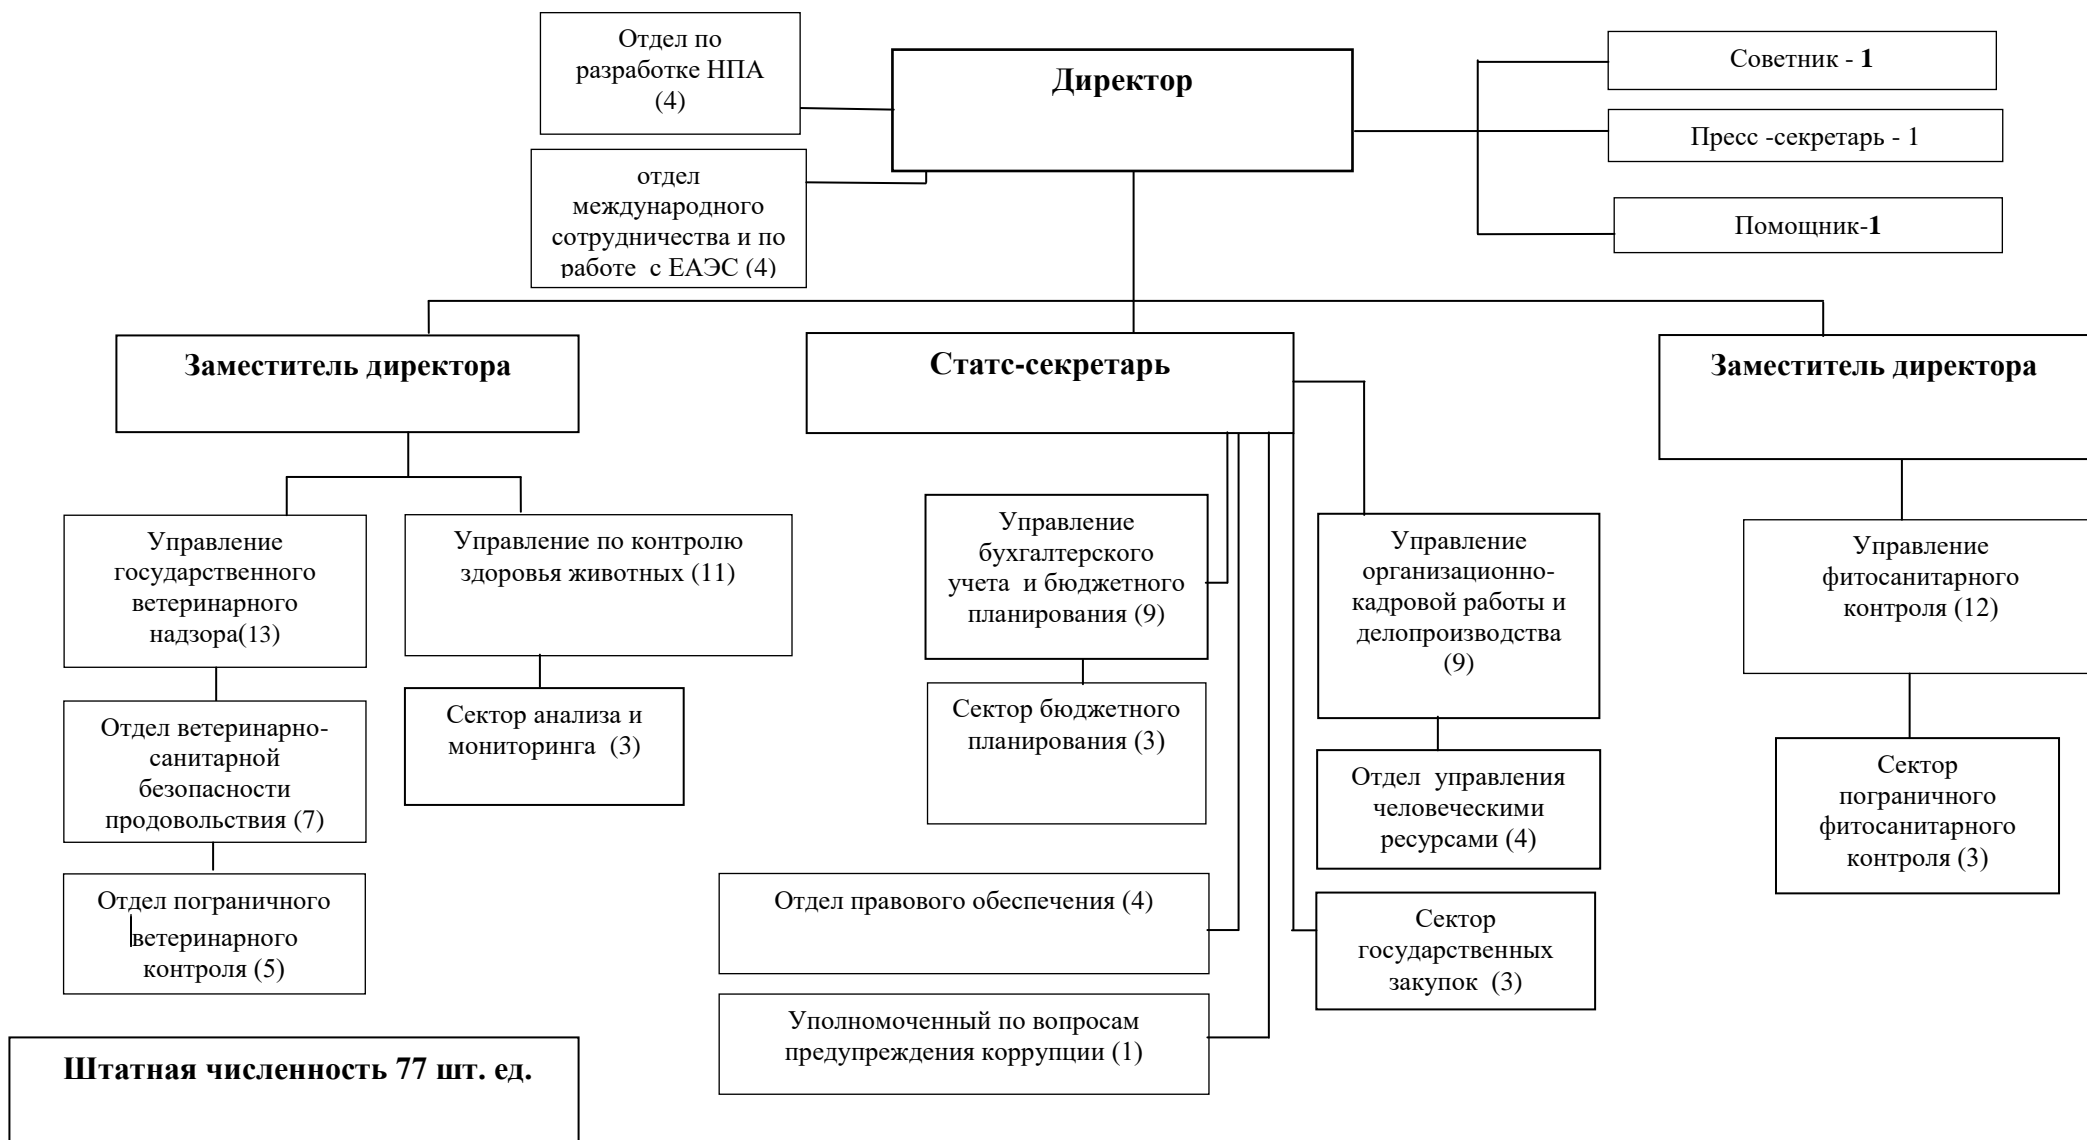 Отдел по
разработке НПА
(4)
Директор
Советник - 1
Пресс -секретарь - 1
Помощник-1
отдел
международного
сотрудничества и по
работе с ЕАЭС (4)
Заместитель директора
Статс-секретарь
Заместитель директора
Управление
государственного
ветеринарного
надзора(13)
Управление по контролю
здоровья животных (11)
Управление
бухгалтерского
учета и бюджетного
планирования (9)
Управление
организационно-
кадровой работы и
делопроизводства
(9)
Управление
фитосанитарного
контроля (12)
Отдел ветеринарно-
санитарной
безопасности
продовольствия (7)
Сектор анализа и
мониторинга (3)
Сектор бюджетного
планирования (3)
Отдел управления
человеческими
ресурсами (4)
Сектор
пограничного
фитосанитарного
контроля (3)
Отдел пограничного
ветеринарного
контроля (5)
Отдел правового обеспечения (4)
Сектор
государственных
закупок (3)
Уполномоченный по вопросам
предупреждения коррупции (1)
Штатная численность 77 шт. ед.